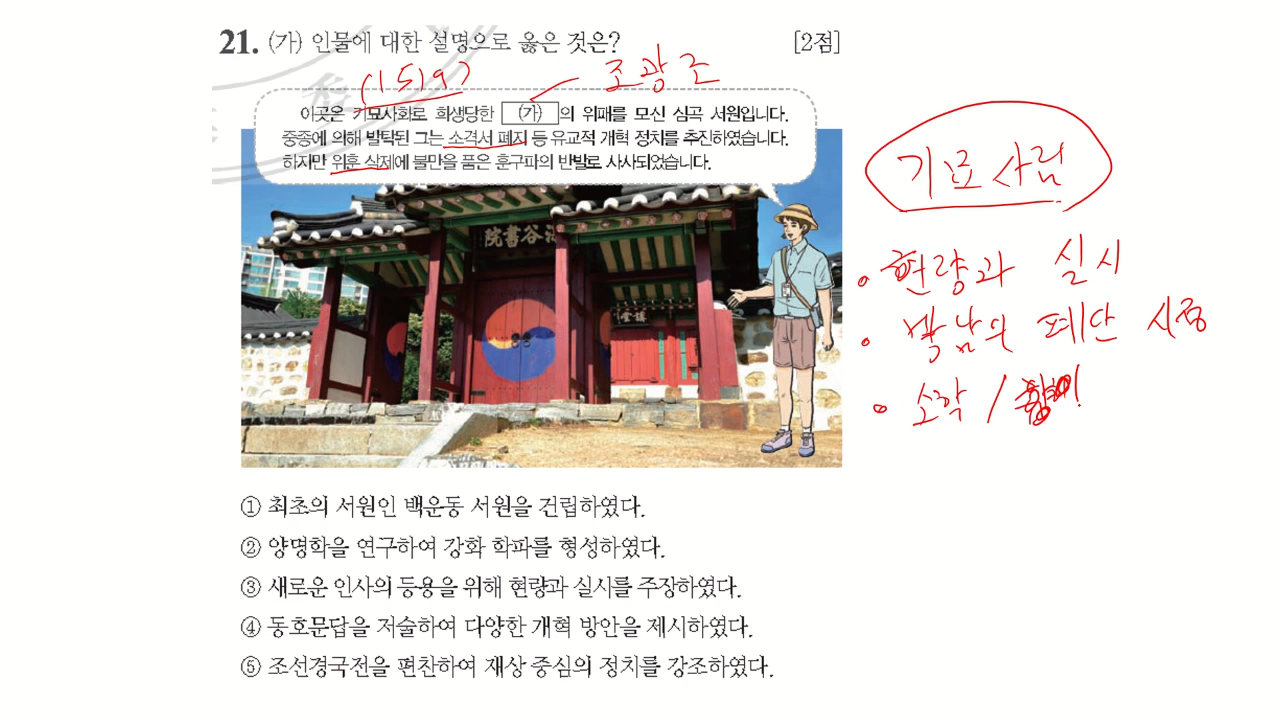 21. (가) 인물에 대한 설명으로 옳은 것은? [2점]
(1519) 조광조
이곳은 기묘사화로 희생당한 (가) 의 위패를 모신 심곡 서원입니다.
중종에 의해 발탁된 그는 소격서 폐지 등 유교적 개혁 정치를 추진하였습니다.
하지만 위훈 삭제에 불만을 품은 훈구파의 반발로 사사되었습니다.
기묘사림
院書谷深
堂講
• 현량과 실시
• 폐단 시정
• 소학 /
① 최초의 서원인 백운동 서원을 건립하였다.
② 양명학을 연구하여 강화 학파를 형성하였다.
③ 새로운 인사의 등용을 위해 현량과 실시를 주장하였다.
④ 동호문답을 저술하여 다양한 개혁 방안을 제시하였다.
⑤ 조선경국전을 편찬하여 재상 중심의 정치를 강조하였다.